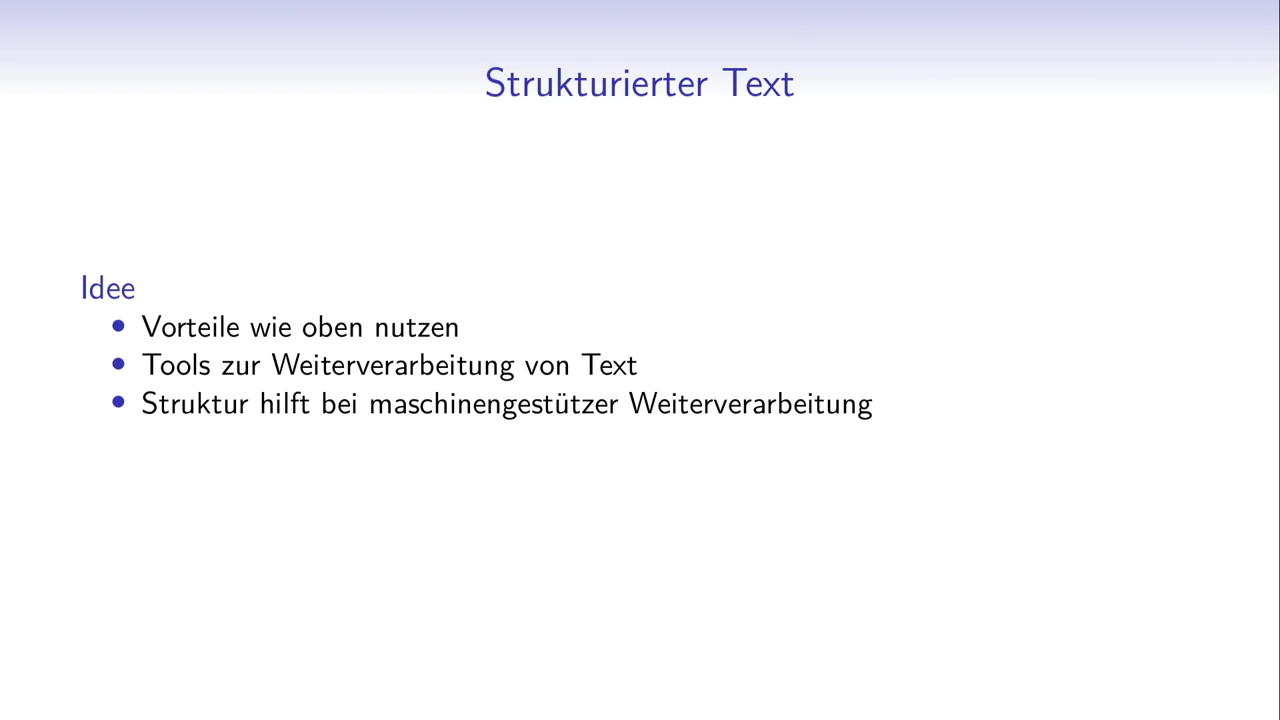 Strukturierter Text
Idee
• Vorteile wie oben nutzen
• Tools zur Weiterverarbeitung von Text
• Struktur hilft bei maschinengestützer Weiterverarbeitung